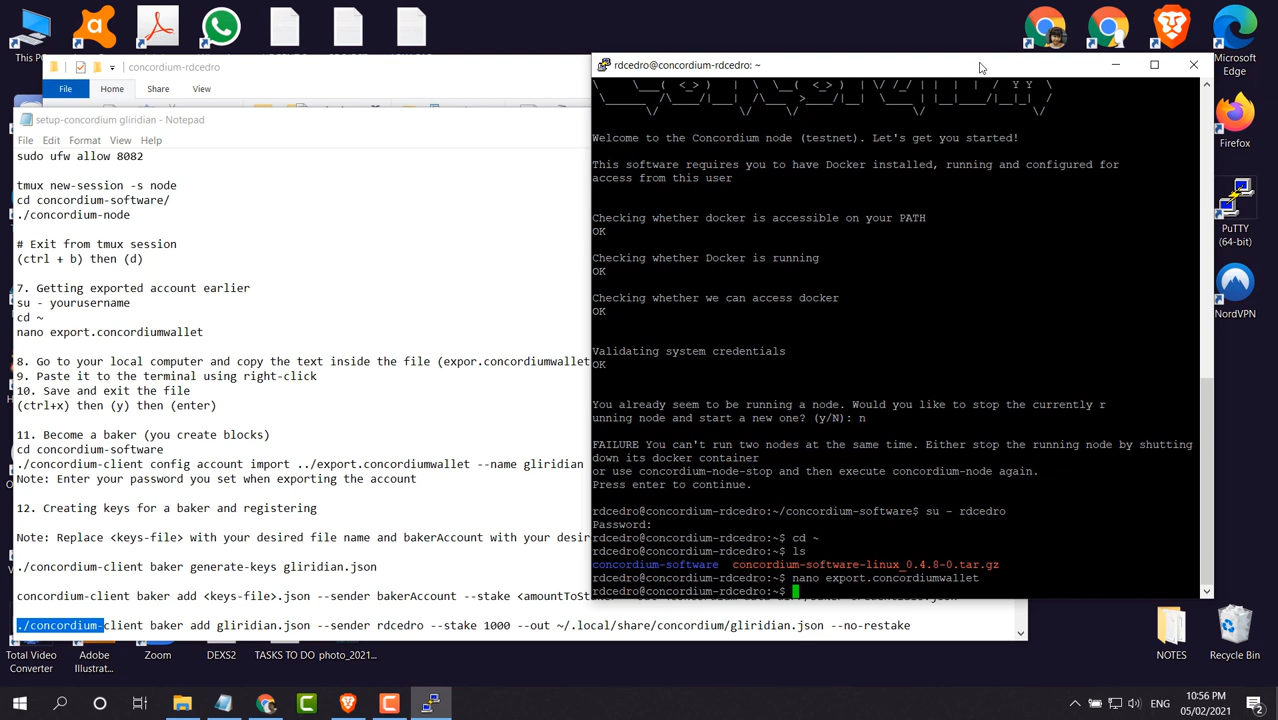 This P
concordium-rdcedro
File
Home
Share
View
setup-concordium gliridian - Notepad
File Edit Format View Help
sudo ufw allow 8082
tmux new-session -s node
cd concordium-software/
./concordium-node
# Exit from tmux session
(ctrl + b) then (d)
7. Getting exported account earlier
su - yourusername
cd ~
nano export.concordiumwallet
8. Go to your local computer and copy the text inside the file (expor.concordiumwallet
9. Paste it to the terminal using right-click
10. Save and exit the file
(ctrl+x) then (y) then (enter)
11. Become a baker (you create blocks)
cd concordium-software
./concordium-client config account import ../export.concordiumwallet --name gliridian
Note: Enter your password you set when exporting the account
12. Creating keys for a baker and registering
Note: Replace <keys-file> with your desired file name and bakerAccount with your desir
./concordium-client baker generate-keys gliridian.json
concordium-client baker add <keys-file>.json --sender bakerAccount --stake <amountToSt
./concordium-client baker add gliridian.json --sender rdcedro --stake 1000 --out ~/.local/share/concordium/gliridian.json --no-restake
rdcedro@concordium-rdcedro: ~
Welcome to the Concordium node (testnet). Let's get you started!
This software requires you to have Docker installed, running and configured for
access from this user
Checking whether docker is accessible on your PATH
OK
Checking whether Docker is running
OK
Checking whether we can access docker
OK
Validating system credentials
OK
You already seem to be running a node. Would you like to stop the currently r
unning node and start a new one? (y/N): n
FAILURE You can't run two nodes at the same time. Either stop the running node by shutting
down its docker container
or use concordium-node-stop and then execute concordium-node again.
Press enter to continue.
rdcedro@concordium-rdcedro:~/concordium-software$ su - rdcedro
Password:
rdcedro@concordium-rdcedro:~$ cd ~
rdcedro@concordium-rdcedro:~$ ls
concordium-software concordium-software-linux_0.4.8-0.tar.gz
rdcedro@concordium-rdcedro:~$ nano export.concordiumwallet
rdcedro@concordium-rdcedro:~$
Microsoft
Edge
Firefox
PuTTY
(64-bit)
NordVPN
NOTES
Recycle Bin
Total Video
Converter
Adobe
Illustrat...
Zoom
DEXS2
TASKS TO DO
photo_2021...
ENG
10:56 PM
05/02/2021
2